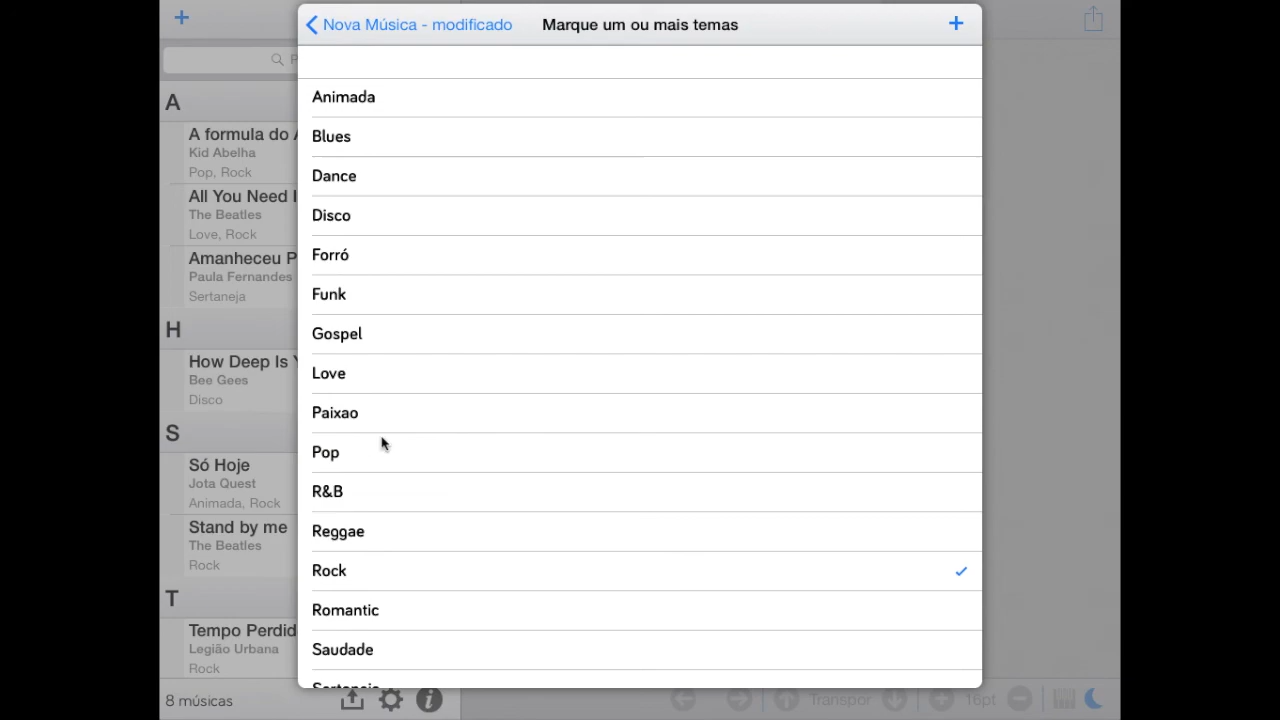 Nova Música - modificado
Marque um ou mais temas
+
+
A
A formula do
Kid Abelha
Pop, Rock
All You Need
The Beatles
Love, Rock
Amanheceu P
Paula Fernandes
Sertaneja
H
How Deep Is Y
Bee Gees
Disco
S
Só Hoje
Jota Quest
Animada, Rock
Stand by me
The Beatles
Rock
T
Tempo Perdid
Legião Urbana
Rock
8 músicas
Animada
Blues
Dance
Disco
Forró
Funk
Gospel
Love
Paixao
Pop
R&B
Reggae
Rock
Romantic
Saudade
Transpor
16pt